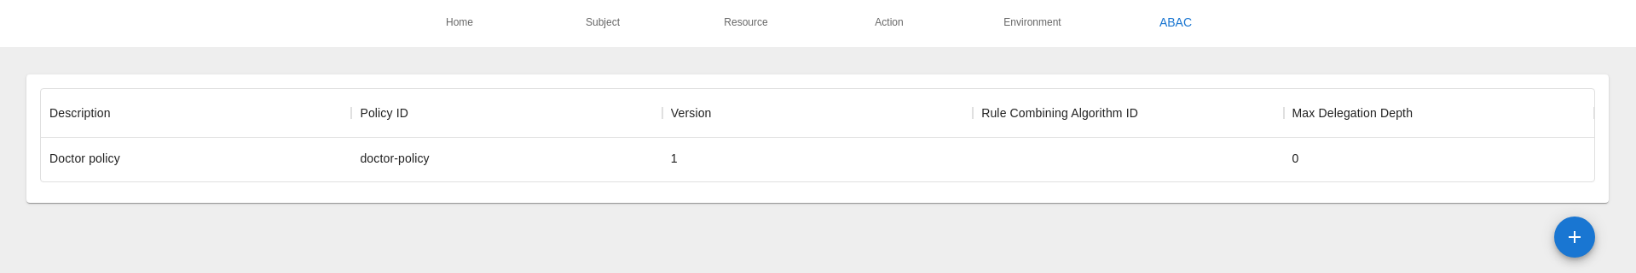 Home Subject Resource Action Environment ABAC
Description Policy ID Version Rule Combining Algorithm ID Max Delegation Depth
Doctor policy doctor-policy 1 0